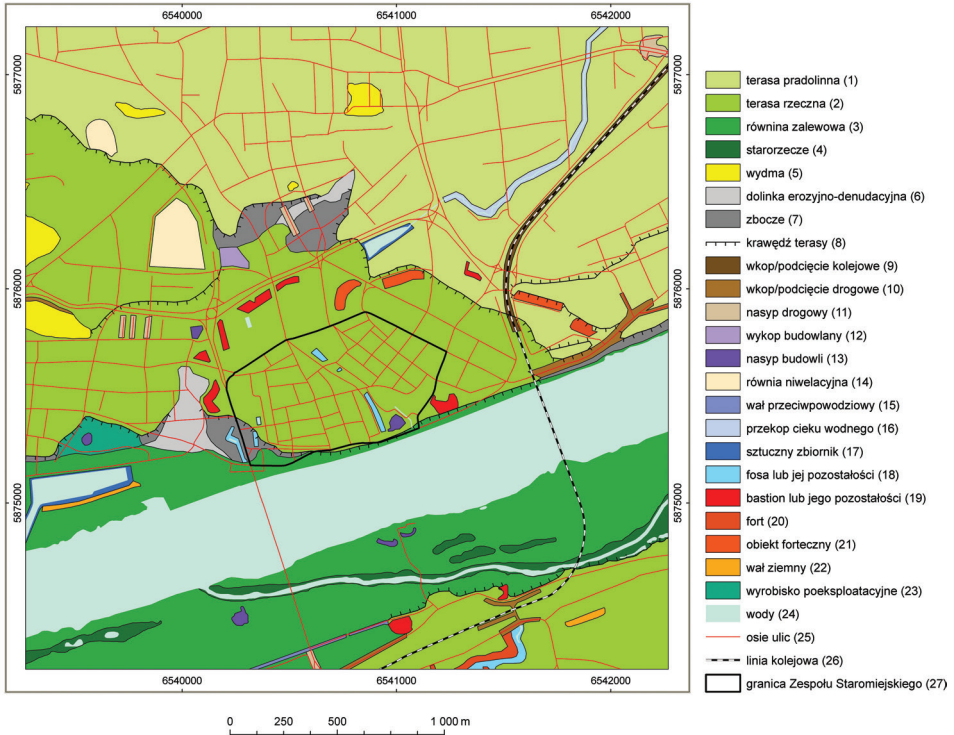 6540000 6541000 6542000
5877000 5877000
5876000 5876000
5875000 5875000
6540000 6541000 6542000
0 250 500 1 000 m
terasa pradolinna (1)
terasa rzeczna (2)
równina zalewowa (3)
starorzecze (4)
wydma (5)
dolinka erozyjno-denudacyjna (6)
zbocze (7)
krawędź terasy (8)
wkop/podcięcie kolejowe (9)
wkop/podcięcie drogowe (10)
nasyp drogowy (11)
wykop budowlany (12)
nasyp budowli (13)
równia niwelacyjna (14)
wał przeciwpowodziowy (15)
przekop cieku wodnego (16)
sztuczny zbiornik (17)
fosa lub jej pozostałości (18)
bastion lub jego pozostałości (19)
fort (20)
obiekt forteczny (21)
wał ziemny (22)
wyrobisko poeksploatacyjne (23)
wody (24)
osie ulic (25)
linia kolejowa (26)
granica Zespołu Staromiejskiego (27)